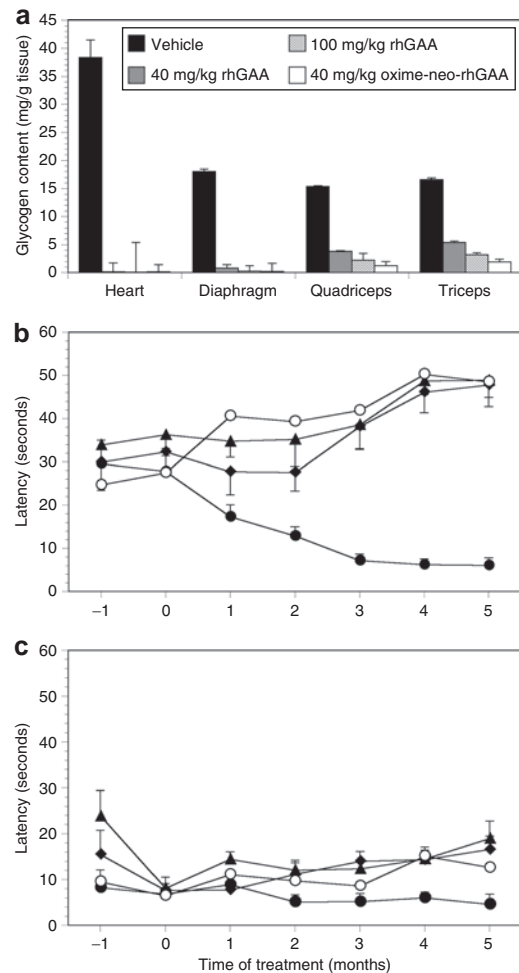 a
Glycogen content (mg/g tissue)
45
40
35
30
25
20
15
10
5
0
Vehicle
100 mg/kg rhGAA
40 mg/kg rhGAA
40 mg/kg oxime-neo-rhGAA
Heart
Diaphragm
Quadriceps
Triceps
b
Latency (seconds)
60
50
40
30
20
10
0
−1
0
1
2
3
4
5
c
Latency (seconds)
60
50
40
30
20
10
0
−1
0
1
2
3
4
5
Time of treatment (months)